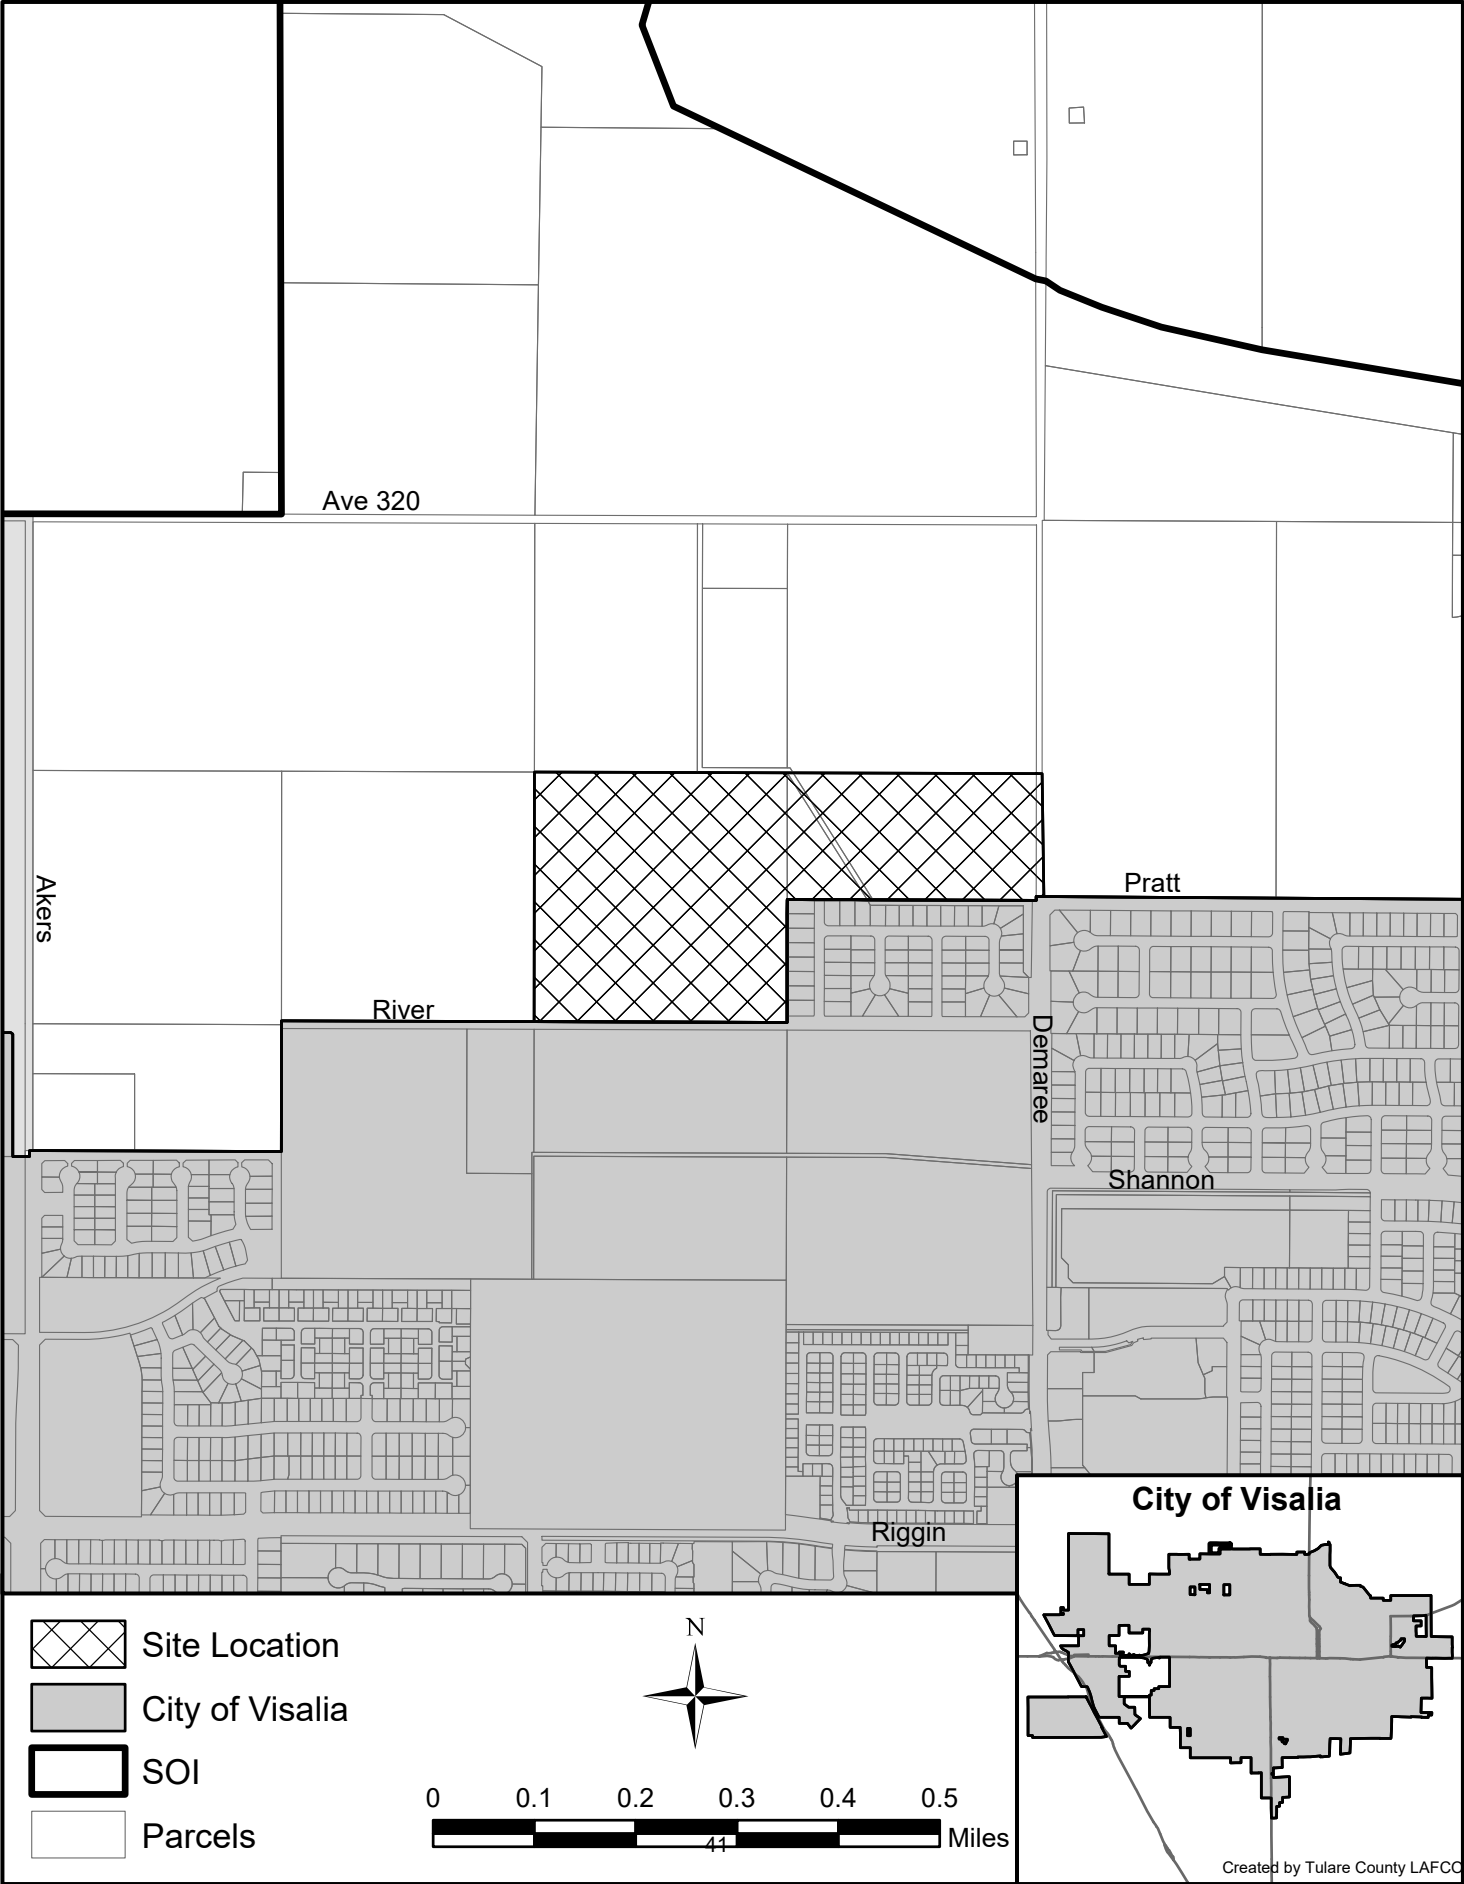 Ave 320
Pratt
Akers
River
Demaree
Shannon
Riggin
City of Visalia
Site Location
City of Visalia
SOI
Parcels
N
0 0.1 0.2 0.3 0.4 0.5
Miles
41
Created by Tulare County LAFCO